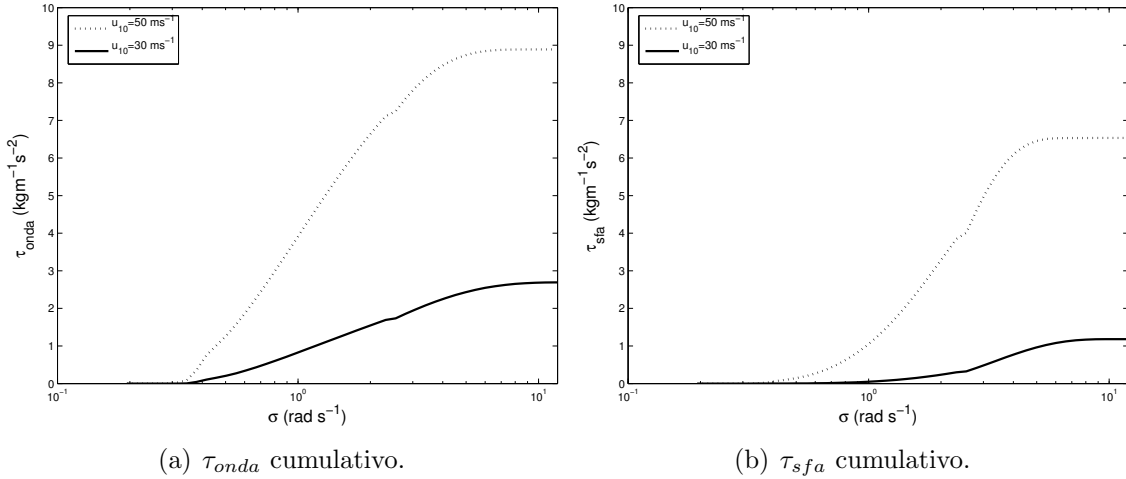 u10=50 ms−1
u10=30 ms−1
10
9
8
7
6
5
4
3
2
1
0
10−1
100
101
τonda (kgm−1s−2)
σ (rad s−1)
(a) τonda cumulativo.
u10=50 ms−1
u10=30 ms−1
10
9
8
7
6
5
4
3
2
1
0
10−1
100
101
τsfa (kgm−1s−2)
σ (rad s−1)
(b) τsfa cumulativo.